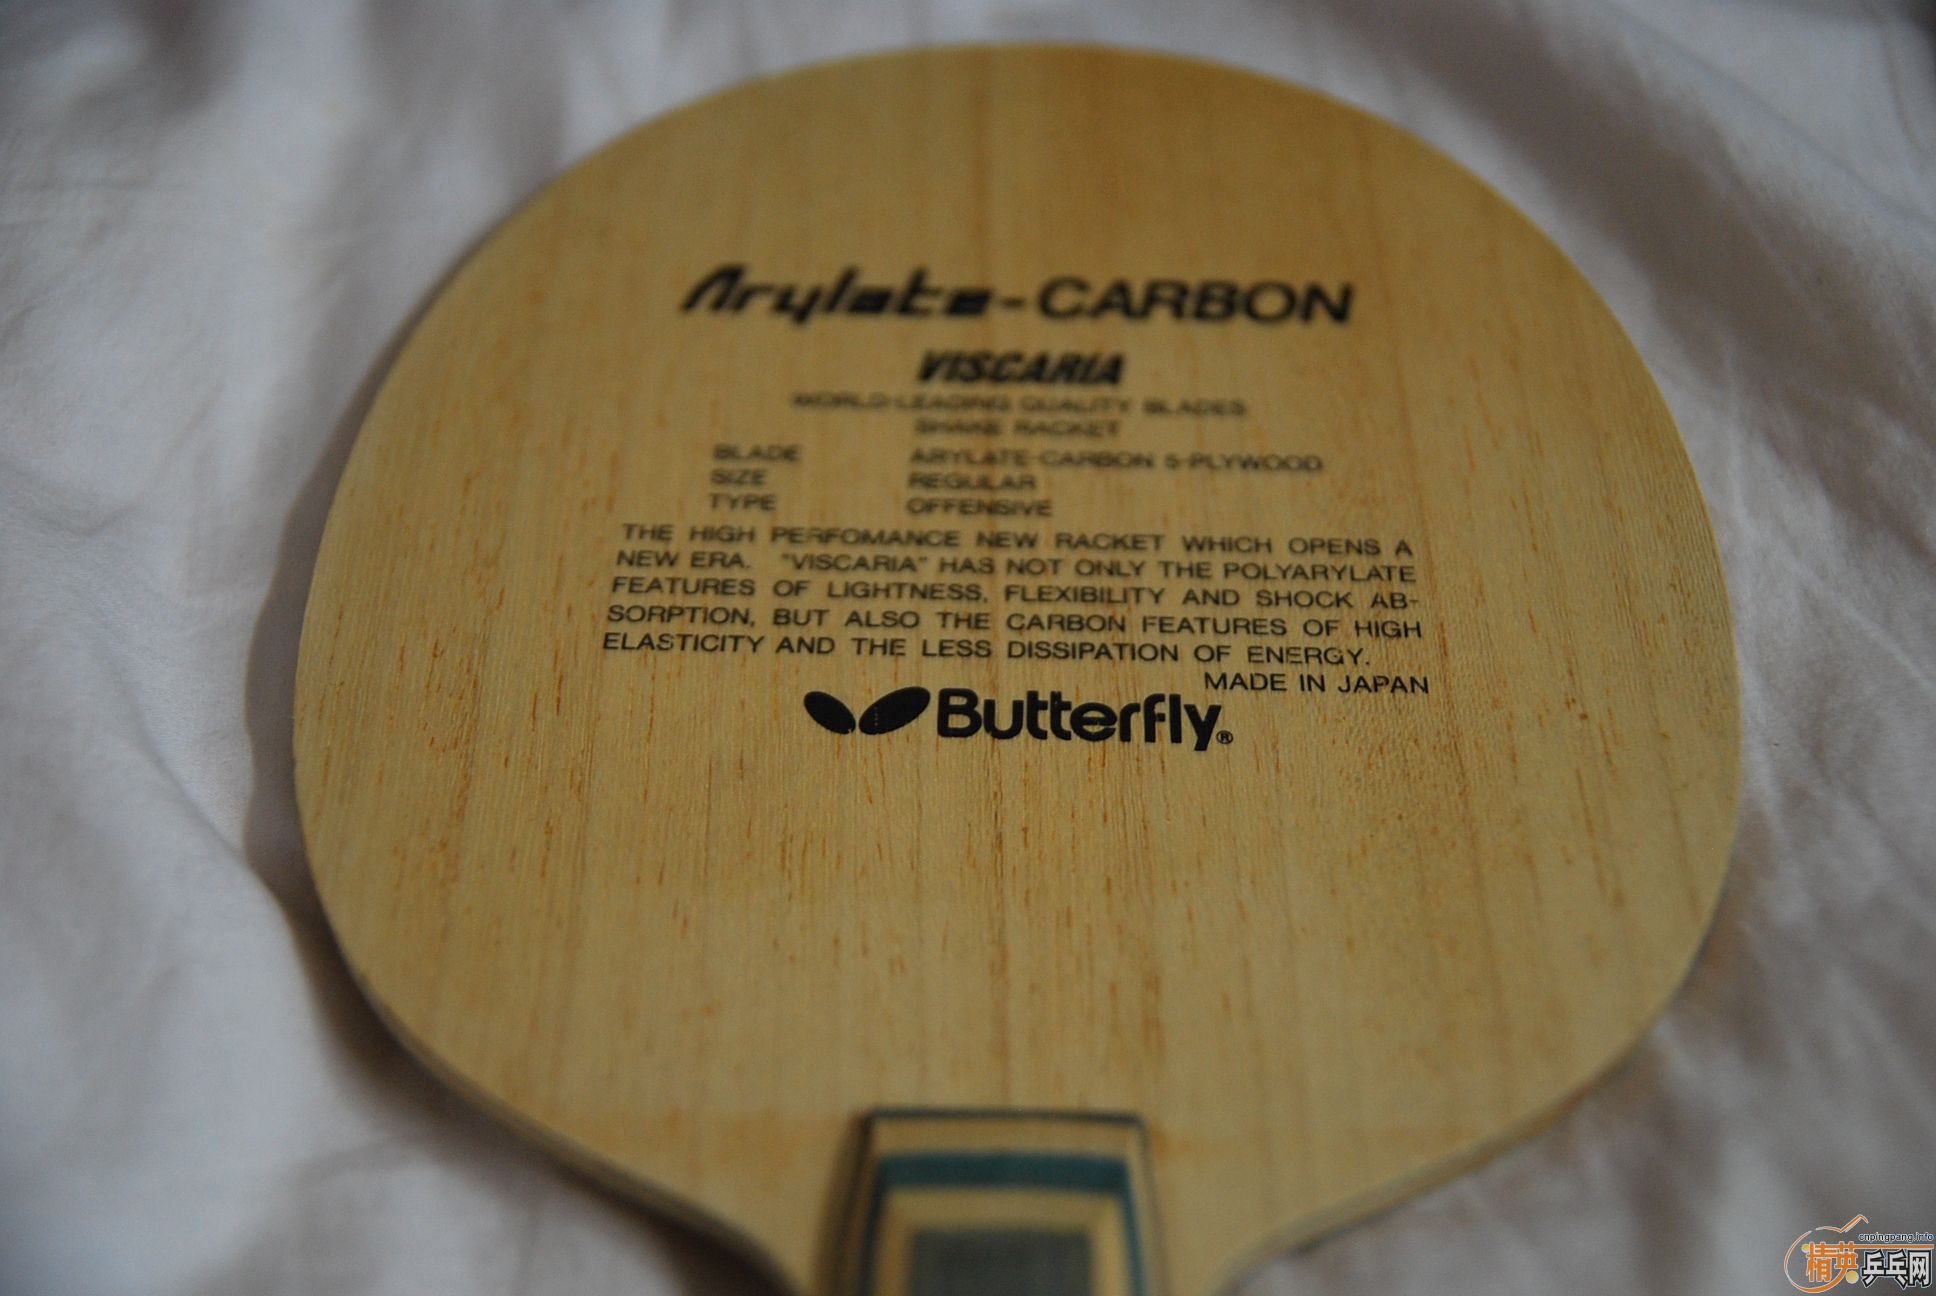 Arylate-CARBON
VISCARIA
WORLD-LEADING QUALITY BLADES
SHAKE RACKET
BLADE ARYLATE-CARBON 5-PLYWOOD
SIZE REGULAR
TYPE OFFENSIVE
THE HIGH PERFOMANCE NEW RACKET WHICH OPENS A
NEW ERA. "VISCARIA" HAS NOT ONLY THE POLYARYLATE
FEATURES OF LIGHTNESS, FLEXIBILITY AND SHOCK AB-
SORPTION, BUT ALSO THE CARBON FEATURES OF HIGH
ELASTICITY AND THE LESS DISSIPATION OF ENERGY.
MADE IN JAPAN
Butterfly®
cnpingpang.info
精英乒乓网